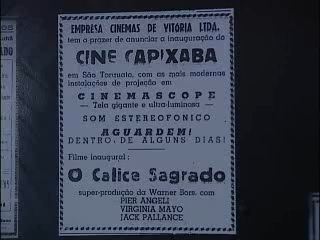 EMPRESA CINEMAS DE VITÓRIA LTDA.
tem o prazer de anunciar a inauguração do
CINE CAPIXABA
em São Torquato, com as mais modernas
instalações de projeção em
CINEMASCOPE
— Tela gigante e ultra-luminosa —
SOM ESTEREOFONICO
AGUARDEM!
DENTRO, DE ALGUNS DIAS!
Filme inaugural:
O Calice Sagrado
super-produção da Warner Bors. com
PIER ANGELI
VIRGINIA MAYO
JACK PALLANCE